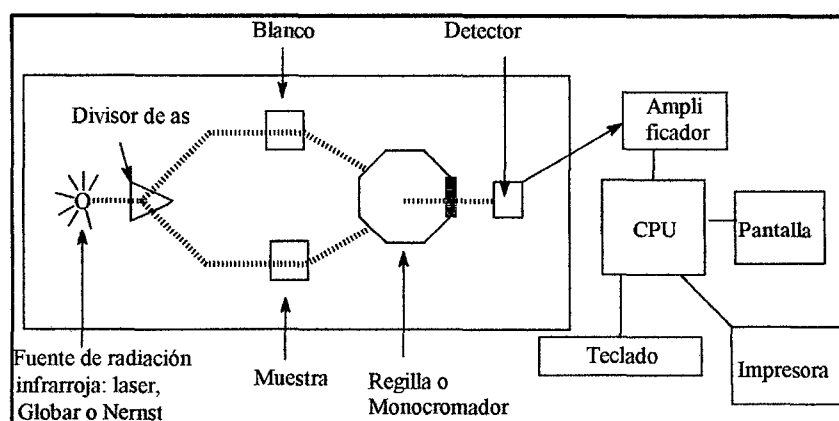 Blanco
Detector
Divisor de as
Ampli
ficador
CPU
Pantalla
Teclado
Impresora
Fuente de radiación
infrarroja: laser,
Globar o Nernst
Muestra
Regilla o
Monocromador